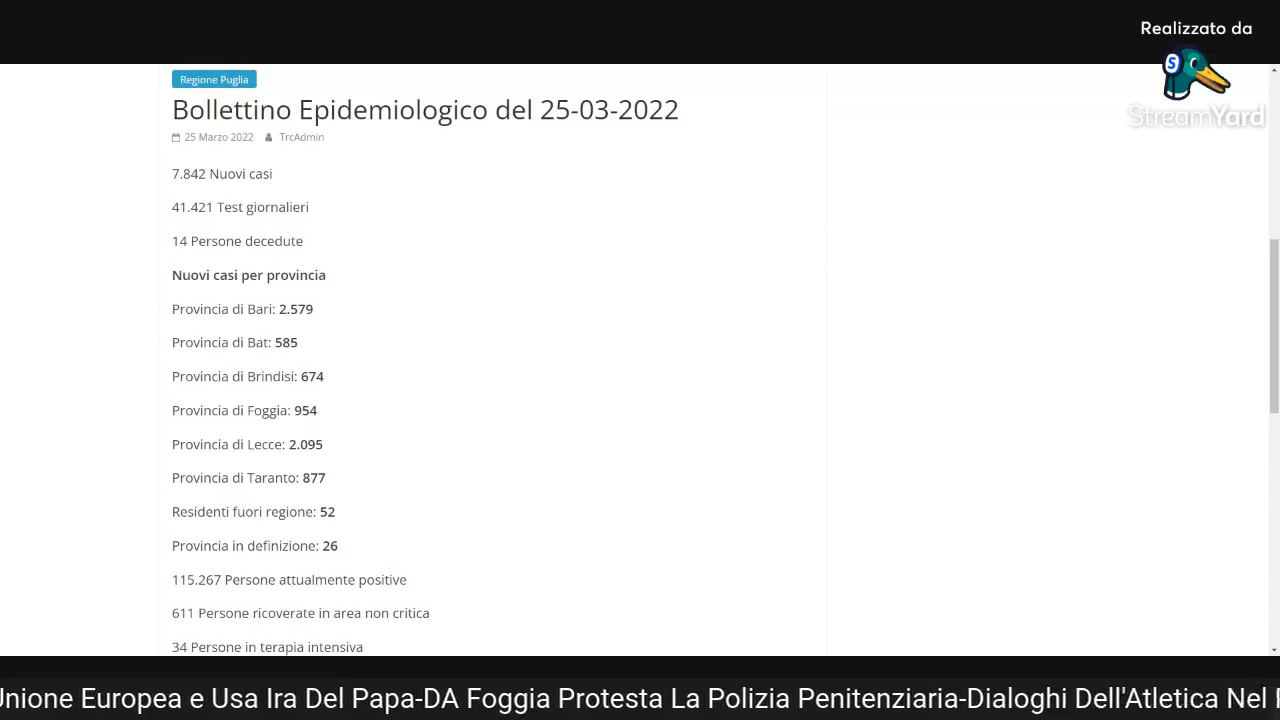 Realizzato da
StreamYard
Regione Puglia
Bollettino Epidemiologico del 25-03-2022
25 Marzo 2022 TrcAdmin
7.842 Nuovi casi
41.421 Test giornalieri
14 Persone decedute
Nuovi casi per provincia
Provincia di Bari: 2.579
Provincia di Bat: 585
Provincia di Brindisi: 674
Provincia di Foggia: 954
Provincia di Lecce: 2.095
Provincia di Taranto: 877
Residenti fuori regione: 52
Provincia in definizione: 26
115.267 Persone attualmente positive
611 Persone ricoverate in area non critica
34 Persone in terapia intensiva
Unione Europea e Usa Ira Del Papa-DA Foggia Protesta La Polizia Penitenziaria-Dialoghi Dell'Atletica Nel